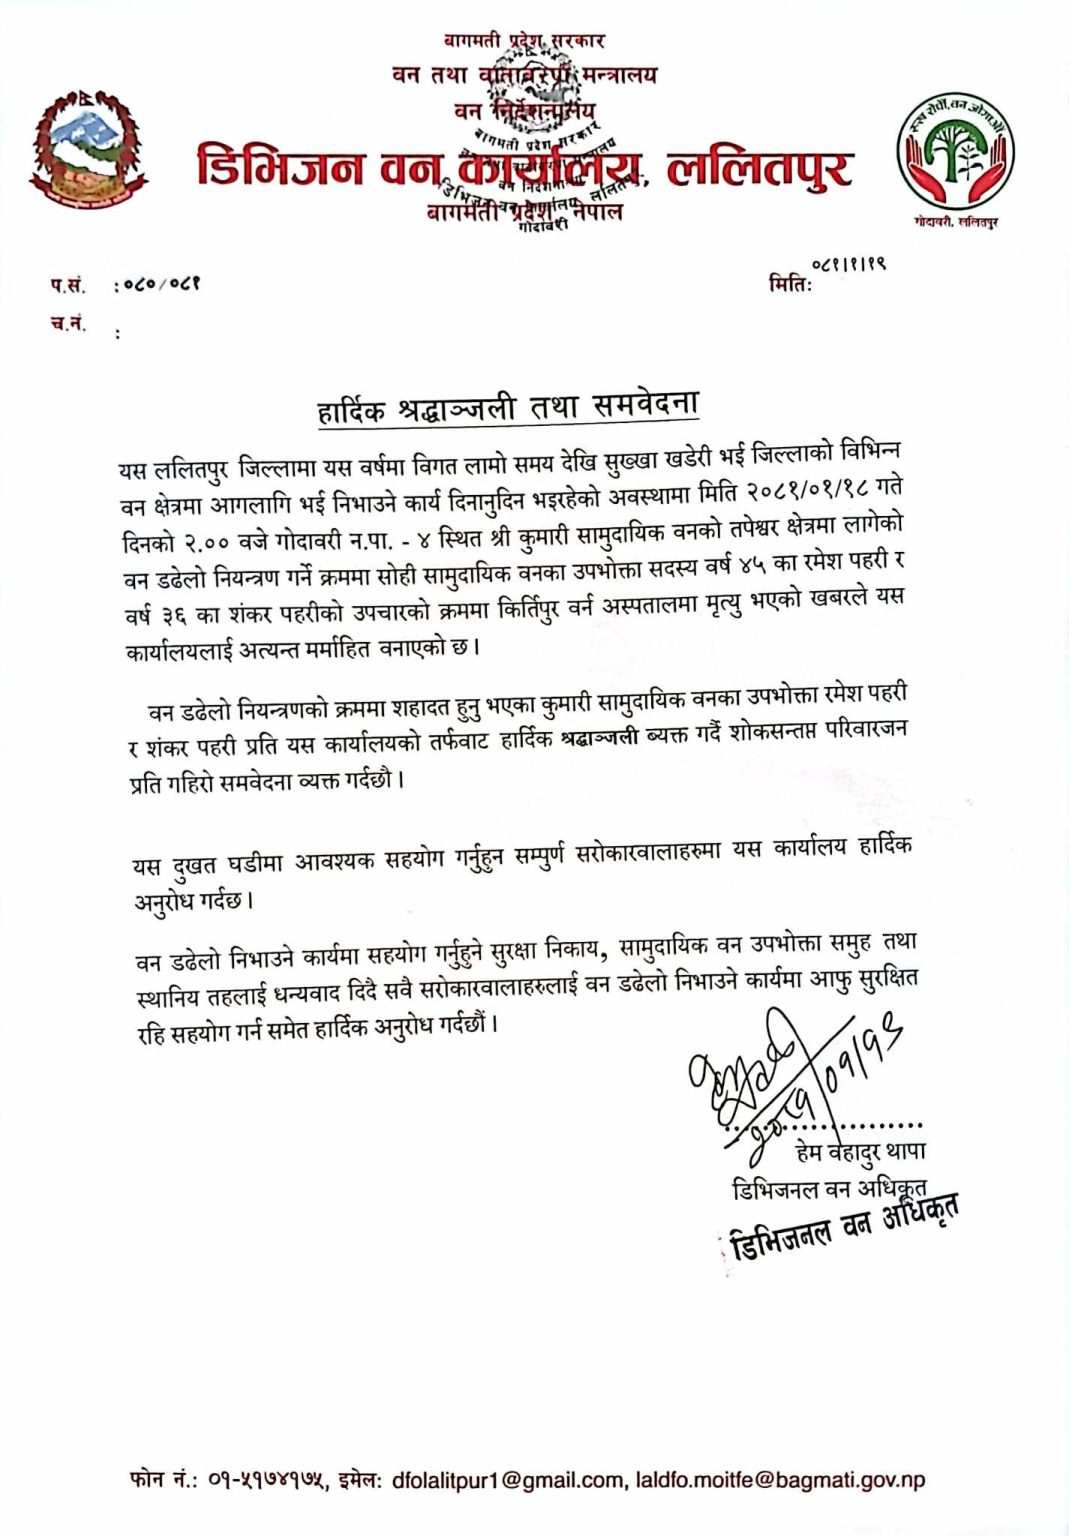 बागमती प्रदेश सरकार
वन तथा वातावरण मन्त्रालय
वन निर्देशनालय
डिभिजन वन कार्यालय, ललितपुर
बागमती प्रदेश नेपाल
बागमती प्रदेश सरकार
डिभिजन वन कार्यालय ललितपुर
गोदावरी
रुख रोपौं, वन जोगाऔं
गोदावरी, ललितपुर
प.सं. : ०८०/०८१
मिति: ०८१।१।१९
च.नं. :
हार्दिक श्रद्धाञ्जली तथा समवेदना
यस ललितपुर जिल्लामा यस वर्षमा विगत लामो समय देखि सुख्खा खडेरी भई जिल्लाको विभिन्न
वन क्षेत्रमा आगलागि भई निभाउने कार्य दिनानुदिन भइरहेको अवस्थामा मिति २०८१/०१/१८ गते
दिनको २.०० वजे गोदावरी न.पा. - ४ स्थित श्री कुमारी सामुदायिक वनको तपेश्वर क्षेत्रमा लागेको
वन डढेलो नियन्त्रण गर्ने क्रममा सोही सामुदायिक वनका उपभोक्ता सदस्य वर्ष ४५ का रमेश पहरी र
वर्ष ३६ का शंकर पहरीको उपचारको क्रममा किर्तिपुर वर्न अस्पतालमा मृत्यु भएको खबरले यस
कार्यालयलाई अत्यन्त मर्माहित वनाएको छ ।
वन डढेलो नियन्त्रणको क्रममा शहादत हुनु भएका कुमारी सामुदायिक वनका उपभोक्ता रमेश पहरी
र शंकर पहरी प्रति यस कार्यालयको तर्फवाट हार्दिक श्रद्धाञ्जली ब्यक्त गर्दै शोकसन्तप्त परिवारजन
प्रति गहिरो समवेदना व्यक्त गर्दछौ ।
यस दुखत घडीमा आवश्यक सहयोग गर्नुहुन सम्पुर्ण सरोकारवालाहरुमा यस कार्यालय हार्दिक
अनुरोध गर्दछ ।
वन डढेलो निभाउने कार्यमा सहयोग गर्नुहुने सुरक्षा निकाय, सामुदायिक वन उपभोक्ता समुह तथा
स्थानिय तहलाई धन्यवाद दिदै सवै सरोकारवालाहरुलाई वन डढेलो निभाउने कार्यमा आफु सुरक्षित
रहि सहयोग गर्न समेत हार्दिक अनुरोध गर्दछौं ।
२०८१/०१/१९
हेम वहादुर थापा
डिभिजनल वन अधिकृत
डिभिजनल वन अधिकृत
फोन नं.: ०१-५१७४१७५, इमेल: dfolalitpur1@gmail.com, laldfo.moitfe@bagmati.gov.np